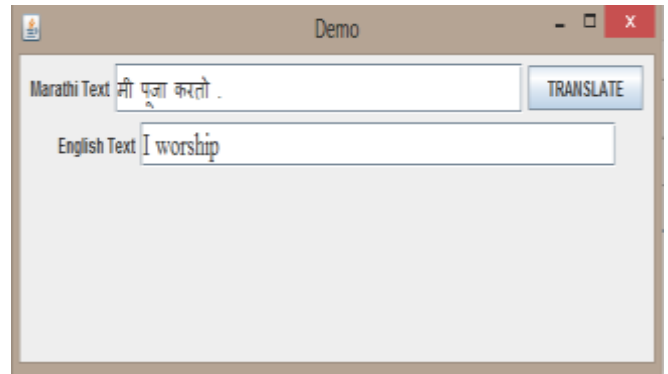 Demo
Marathi Text मी पूजा करतो . TRANSLATE
English Text I worship